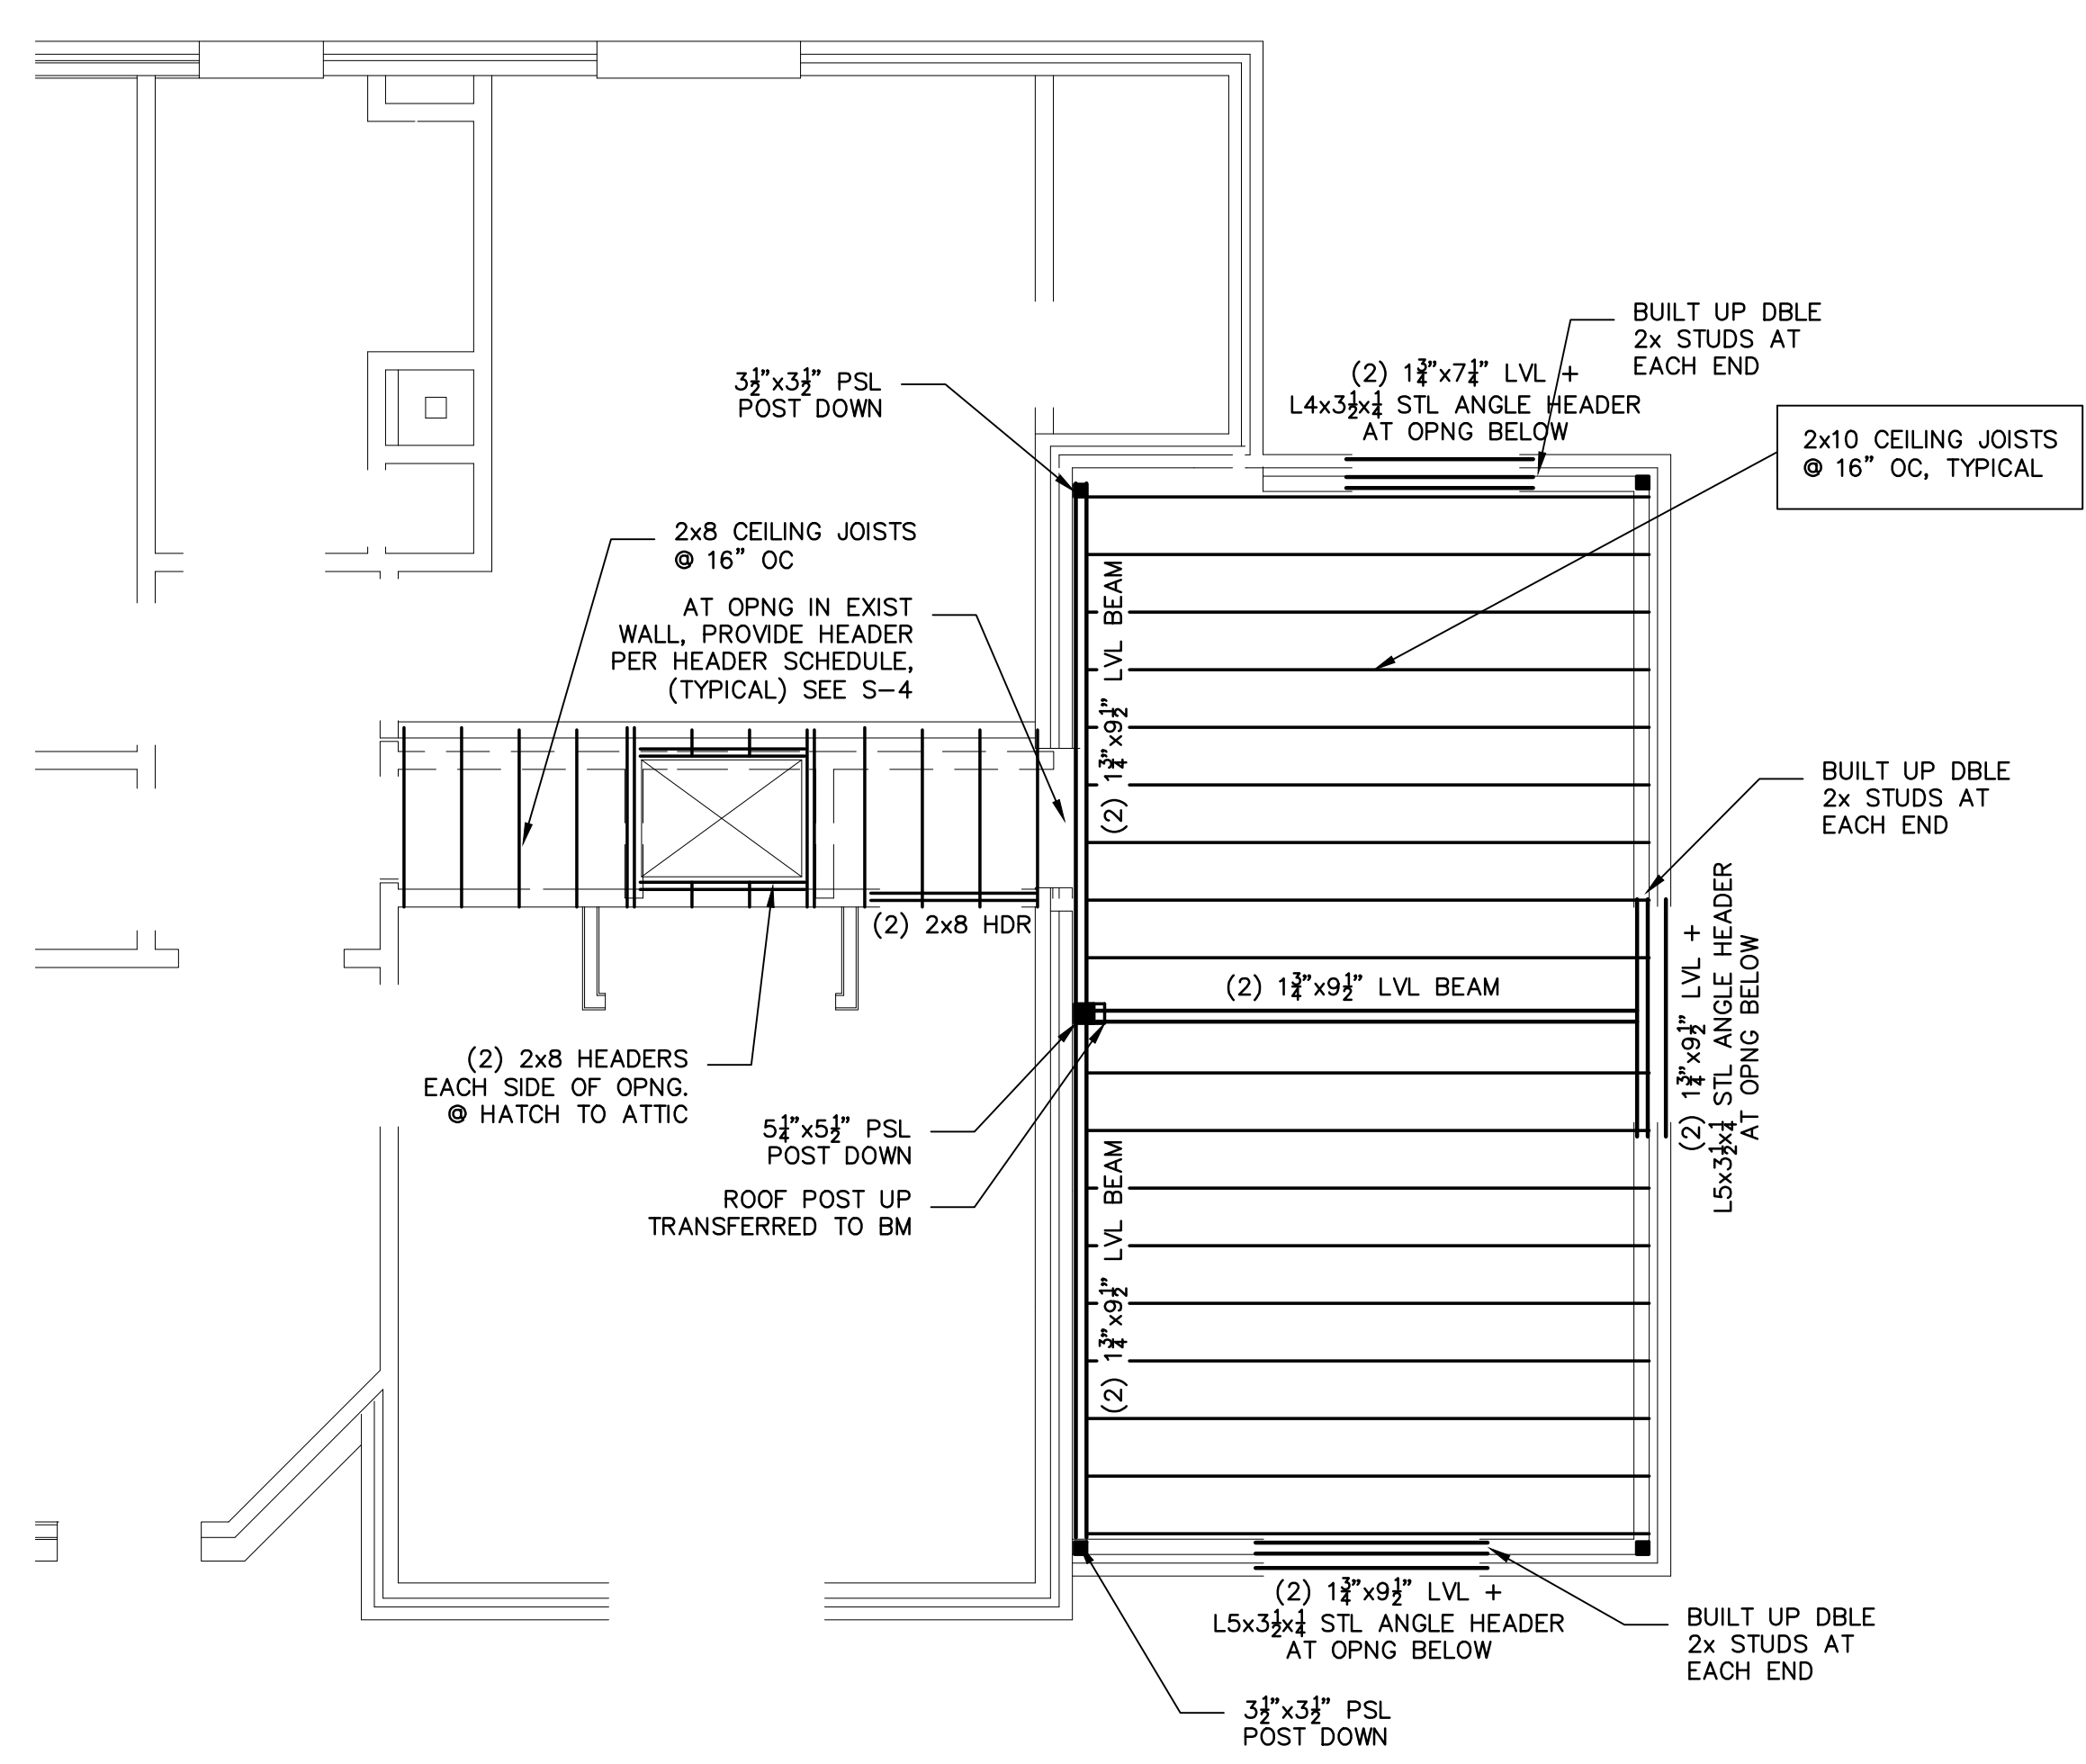 BUILT UP DBLE
2x STUDS AT
EACH END
(2) 1¾"x7¼" LVL +
L4x3½x¼ STL ANGLE HEADER
AT OPNG BELOW
3½"x3½" PSL
POST DOWN
2x10 CEILING JOISTS
@ 16" OC, TYPICAL
2x8 CEILING JOISTS
@ 16" OC
AT OPNG IN EXIST
WALL, PROVIDE HEADER
PER HEADER SCHEDULE,
(TYPICAL) SEE S-4
(2) 1¾"x9½" LVL BEAM
BUILT UP DBLE
2x STUDS AT
EACH END
(2) 2x8 HDR
(2) 1¾"x9½" LVL BEAM
(2) 1¾"x9½" LVL +
L5x3½x¼ STL ANGLE HEADER
AT OPNG BELOW
(2) 2x8 HEADERS
EACH SIDE OF OPNG.
@ HATCH TO ATTIC
5¼"x5½" PSL
POST DOWN
ROOF POST UP
TRANSFERRED TO BM
(2) 1¾"x9½" LVL BEAM
(2) 1¾"x9½" LVL +
L5x3½x¼ STL ANGLE HEADER
AT OPNG BELOW
BUILT UP DBLE
2x STUDS AT
EACH END
3½"x3½" PSL
POST DOWN